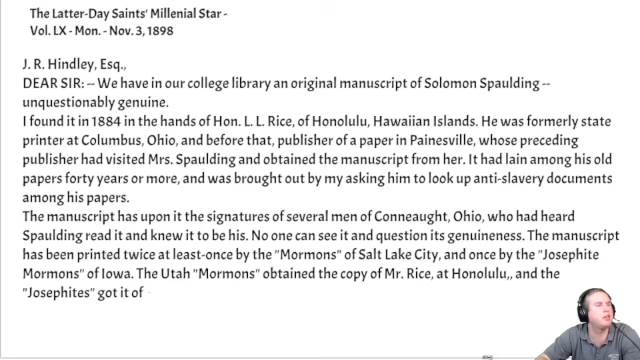 The Latter-Day Saints' Millenial Star -
Vol. LX - Mon. - Nov. 3, 1898
J. R. Hindley, Esq.,
DEAR SIR: -- We have in our college library an original manuscript of Solomon Spaulding --
unquestionably genuine.
I found it in 1884 in the hands of Hon. L. L. Rice, of Honolulu, Hawaiian Islands. He was formerly state
printer at Columbus, Ohio, and before that, publisher of a paper in Painesville, whose preceding
publisher had visited Mrs. Spaulding and obtained the manuscript from her. It had lain among his old
papers forty years or more, and was brought out by my asking him to look up anti-slavery documents
among his papers.
The manuscript has upon it the signatures of several men of Conneaught, Ohio, who had heard
Spaulding read it and knew it to be his. No one can see it and question its genuineness. The manuscript
has been printed twice at least-once by the "Mormons" of Salt Lake City, and once by the "Josephite
Mormons" of Iowa. The Utah "Mormons" obtained the copy of Mr. Rice, at Honolulu,, and the
"Josephites" got it of